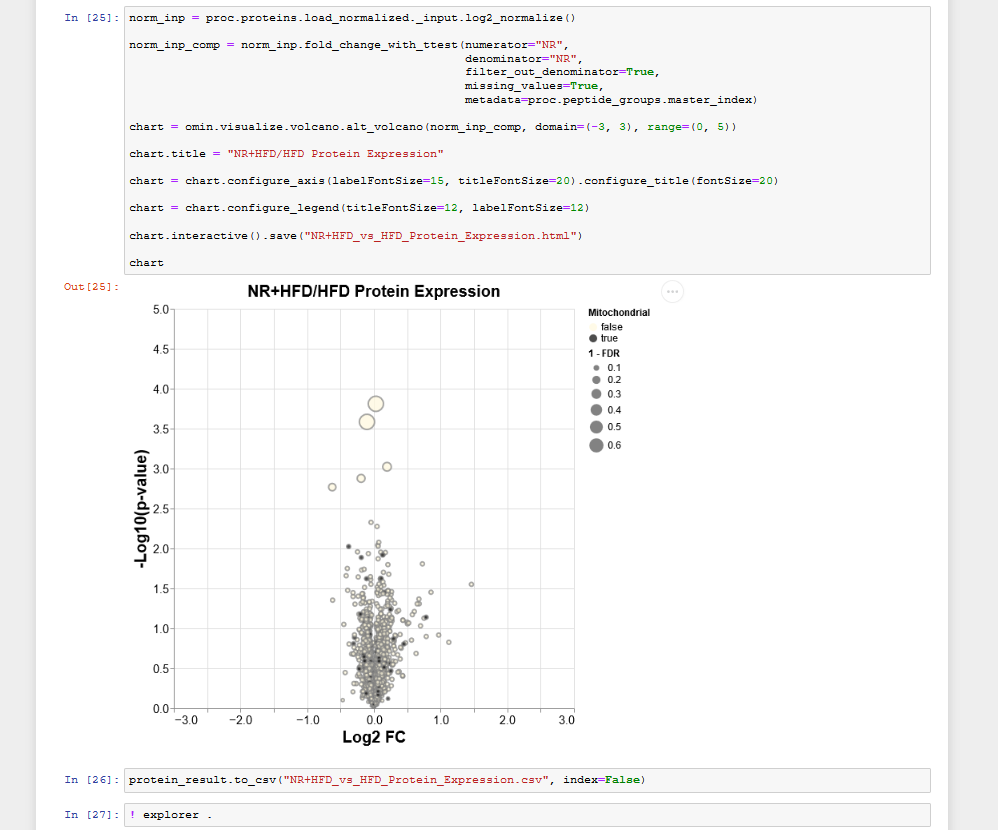 In [25]:
norm_inp = proc.proteins.load_normalized._input.log2_normalize()
norm_inp_comp = norm_inp.fold_change_with_ttest(numerator="NR",
denominator="NR",
filter_out_denominator=True,
missing_values=True,
metadata=proc.peptide_groups.master_index)
chart = omin.visualize.volcano.alt_volcano(norm_inp_comp, domain=(-3, 3), range=(0, 5))
chart.title = "NR+HFD/HFD Protein Expression"
chart = chart.configure_axis(labelFontSize=15, titleFontSize=20).configure_title(fontSize=20)
chart = chart.configure_legend(titleFontSize=12, labelFontSize=12)
chart.interactive().save("NR+HFD_vs_HFD_Protein_Expression.html")
chart
Out[25]:
NR+HFD/HFD Protein Expression
5.0
4.5
4.0
3.5
3.0
2.5
2.0
1.5
1.0
0.5
0.0
-Log10(p-value)
−3.0 −2.0 −1.0 0.0 1.0 2.0 3.0
Log2 FC
Mitochondrial
false
true
1 - FDR
0.1
0.2
0.3
0.4
0.5
0.6
In [26]: protein_result.to_csv("NR+HFD_vs_HFD_Protein_Expression.csv", index=False)
In [27]: ! explorer .